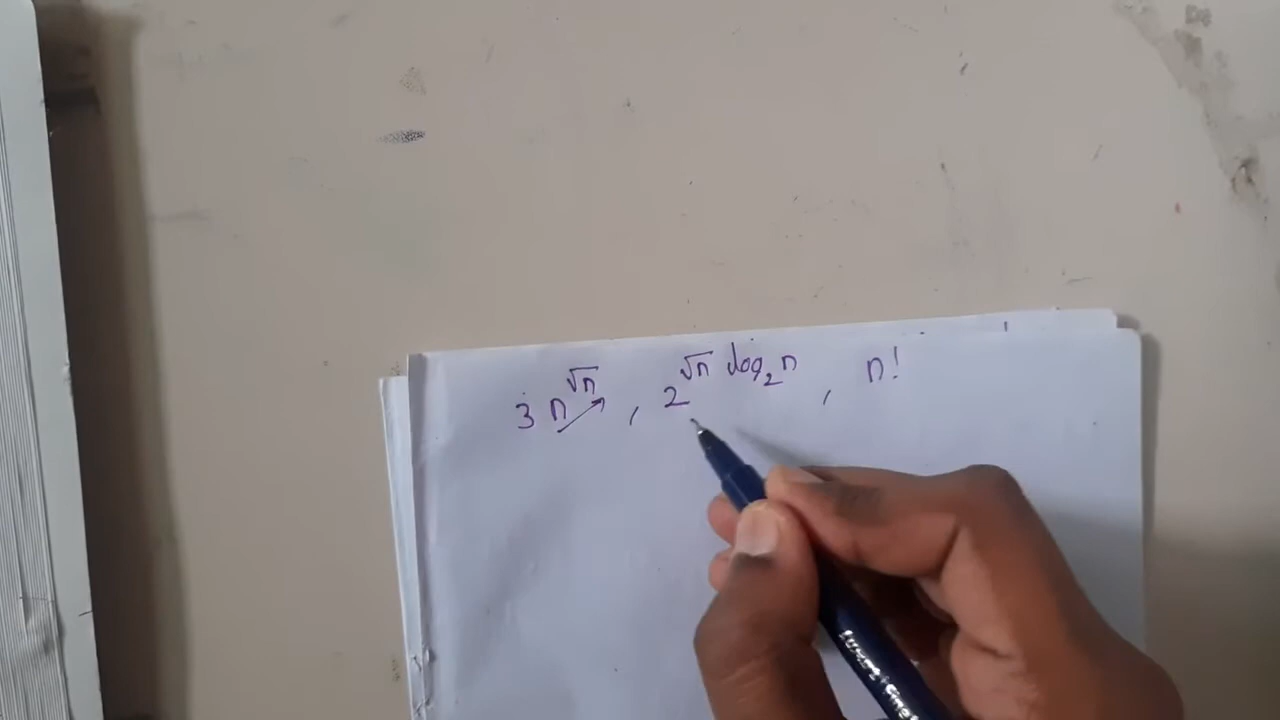 3 n^√n , 2^√n log₂ n , n!